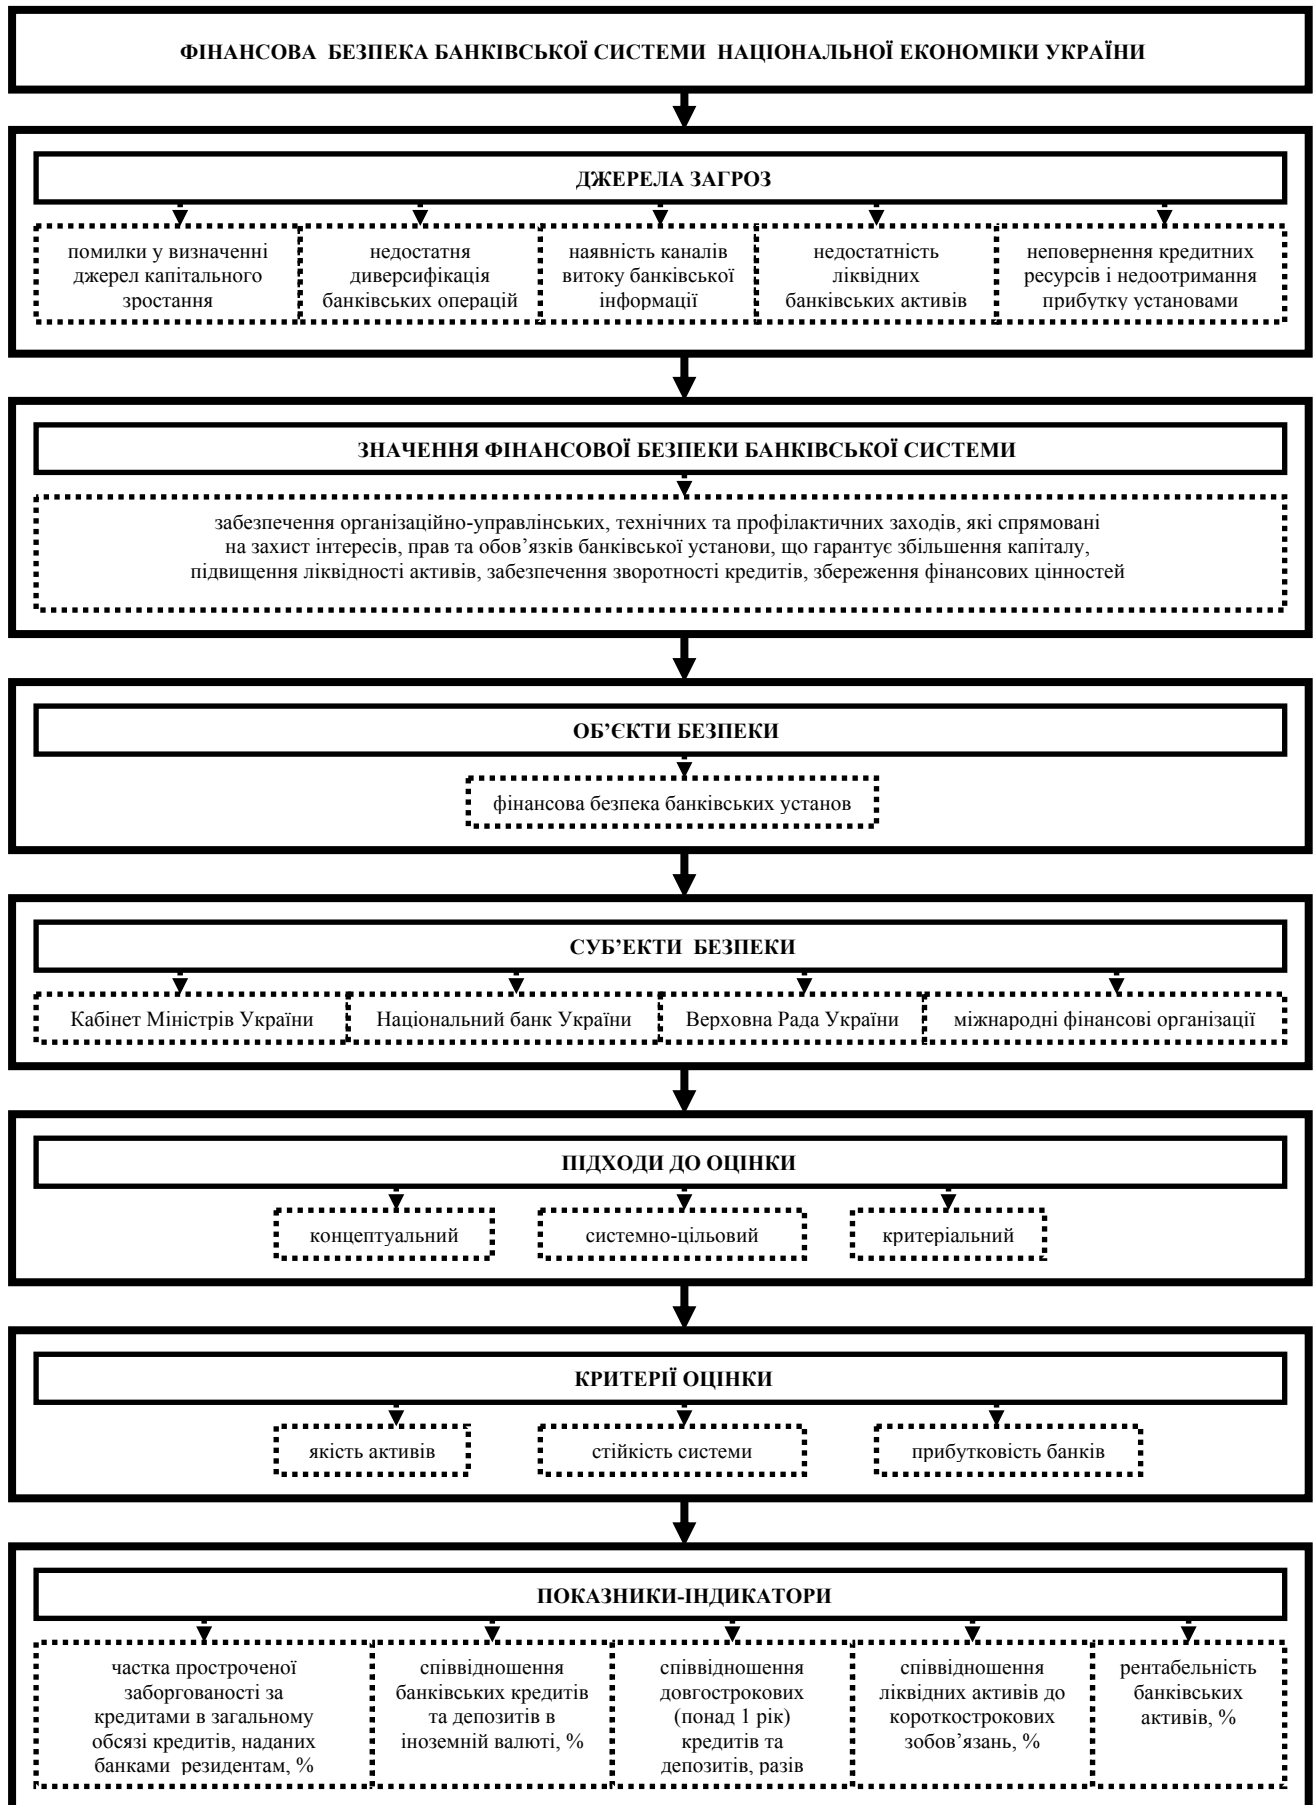 ФІНАНСОВА БЕЗПЕКА БАНКІВСЬКОЇ СИСТЕМИ НАЦІОНАЛЬНОЇ ЕКОНОМІКИ УКРАЇНИ
ДЖЕРЕЛА ЗАГРОЗ
помилки у визначенні
джерел капітального
зростання
недостатня
диверсифікація
банківських операцій
наявність каналів
витоку банківської
інформації
недостатність
ліквідних
банківських активів
неповернення кредитних
ресурсів і недоотримання
прибутку установами
ЗНАЧЕННЯ ФІНАНСОВОЇ БЕЗПЕКИ БАНКІВСЬКОЇ СИСТЕМИ
забезпечення організаційно-управлінських, технічних та профілактичних заходів, які спрямовані
на захист інтересів, прав та обов’язків банківської установи, що гарантує збільшення капіталу,
підвищення ліквідності активів, забезпечення зворотності кредитів, збереження фінансових цінностей
ОБ’ЄКТИ БЕЗПЕКИ
фінансова безпека банківських установ
СУБ’ЕКТИ БЕЗПЕКИ
Кабінет Міністрів України
Національний банк України
Верховна Рада України
міжнародні фінансові організації
ПІДХОДИ ДО ОЦІНКИ
концептуальний
системно-цільовий
критеріальний
КРИТЕРІЇ ОЦІНКИ
якість активів
стійкість системи
прибутковість банків
ПОКАЗНИКИ-ІНДИКАТОРИ
частка простроченої
заборгованості за
кредитами в загальному
обсязі кредитів, наданих
банками резидентам, %
співвідношення
банківських кредитів
та депозитів в
іноземній валюті, %
співвідношення
довгострокових
(понад 1 рік)
кредитів та
депозитів, разів
співвідношення
ліквідних активів до
короткострокових
зобов’язань, %
рентабельність
банківських
активів, %